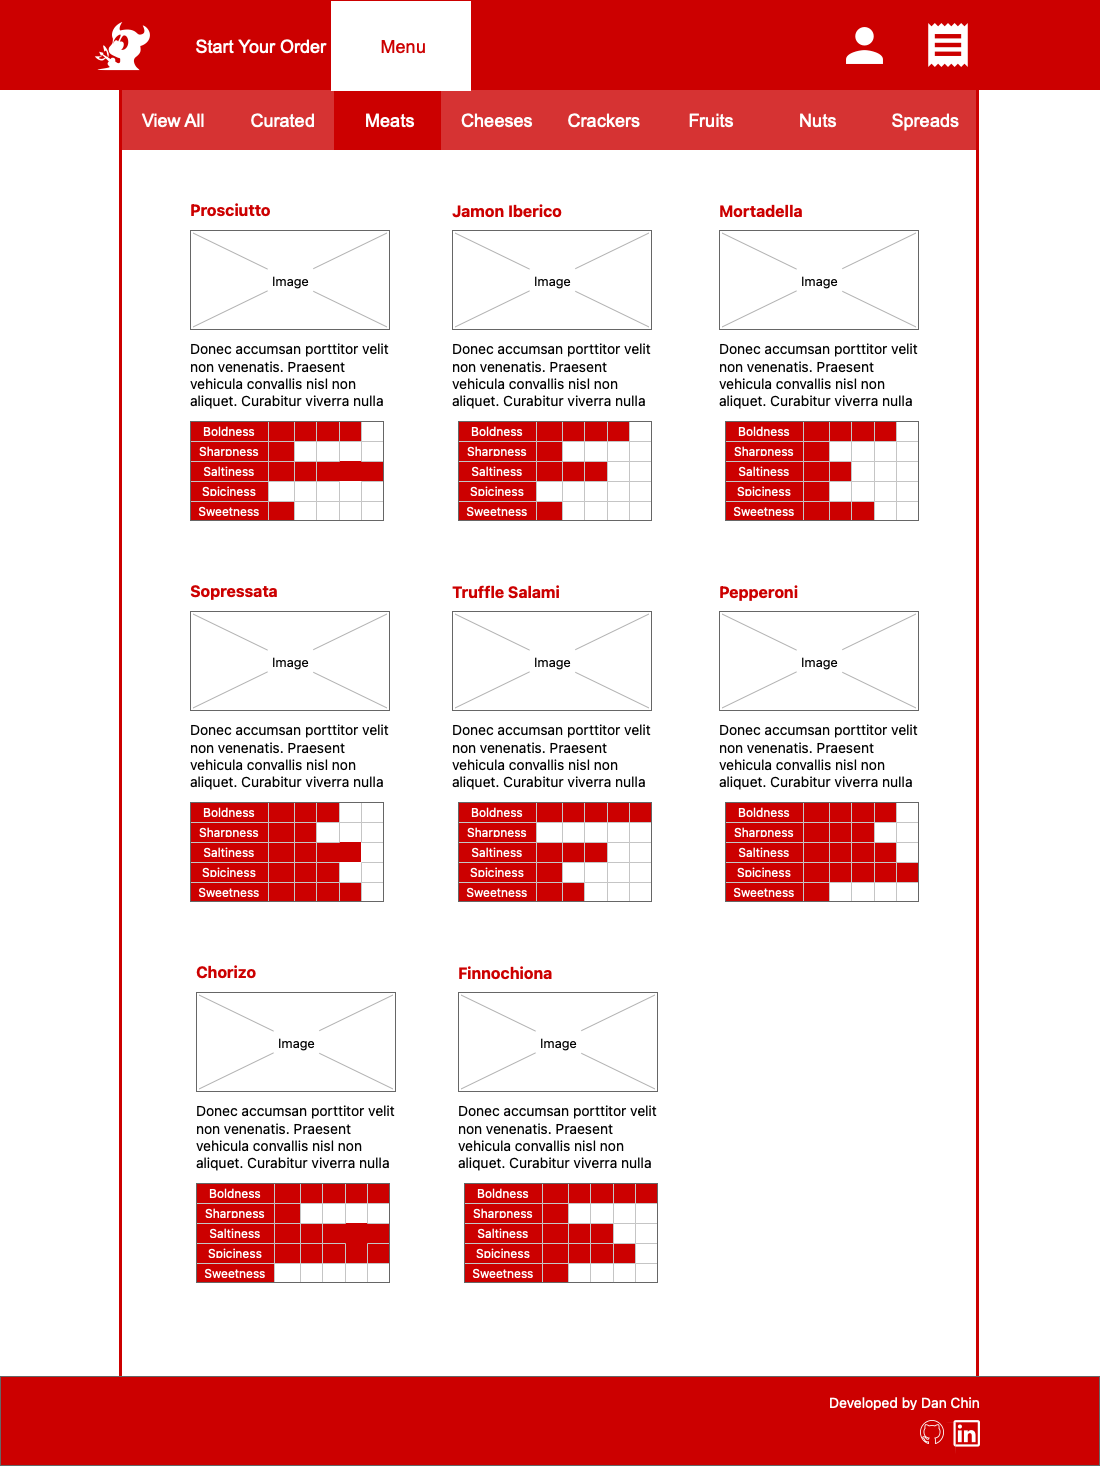 Start Your Order
Menu
View All
Curated
Meats
Cheeses
Crackers
Fruits
Nuts
Spreads
Prosciutto
Image
Donec accumsan porttitor velit
non venenatis. Praesent
vehicula convallis nisl non
aliquet. Curabitur viverra nulla
Boldness
Sharpness
Saltiness
Spiciness
Sweetness
Jamon Iberico
Image
Donec accumsan porttitor velit
non venenatis. Praesent
vehicula convallis nisl non
aliquet. Curabitur viverra nulla
Boldness
Sharpness
Saltiness
Spiciness
Sweetness
Mortadella
Image
Donec accumsan porttitor velit
non venenatis. Praesent
vehicula convallis nisl non
aliquet. Curabitur viverra nulla
Boldness
Sharpness
Saltiness
Spiciness
Sweetness
Sopressata
Image
Donec accumsan porttitor velit
non venenatis. Praesent
vehicula convallis nisl non
aliquet. Curabitur viverra nulla
Boldness
Sharpness
Saltiness
Spiciness
Sweetness
Truffle Salami
Image
Donec accumsan porttitor velit
non venenatis. Praesent
vehicula convallis nisl non
aliquet. Curabitur viverra nulla
Boldness
Sharpness
Saltiness
Spiciness
Sweetness
Pepperoni
Image
Donec accumsan porttitor velit
non venenatis. Praesent
vehicula convallis nisl non
aliquet. Curabitur viverra nulla
Boldness
Sharpness
Saltiness
Spiciness
Sweetness
Chorizo
Image
Donec accumsan porttitor velit
non venenatis. Praesent
vehicula convallis nisl non
aliquet. Curabitur viverra nulla
Boldness
Sharpness
Saltiness
Spiciness
Sweetness
Finnochiona
Image
Donec accumsan porttitor velit
non venenatis. Praesent
vehicula convallis nisl non
aliquet. Curabitur viverra nulla
Boldness
Sharpness
Saltiness
Spiciness
Sweetness
Developed by Dan Chin
in